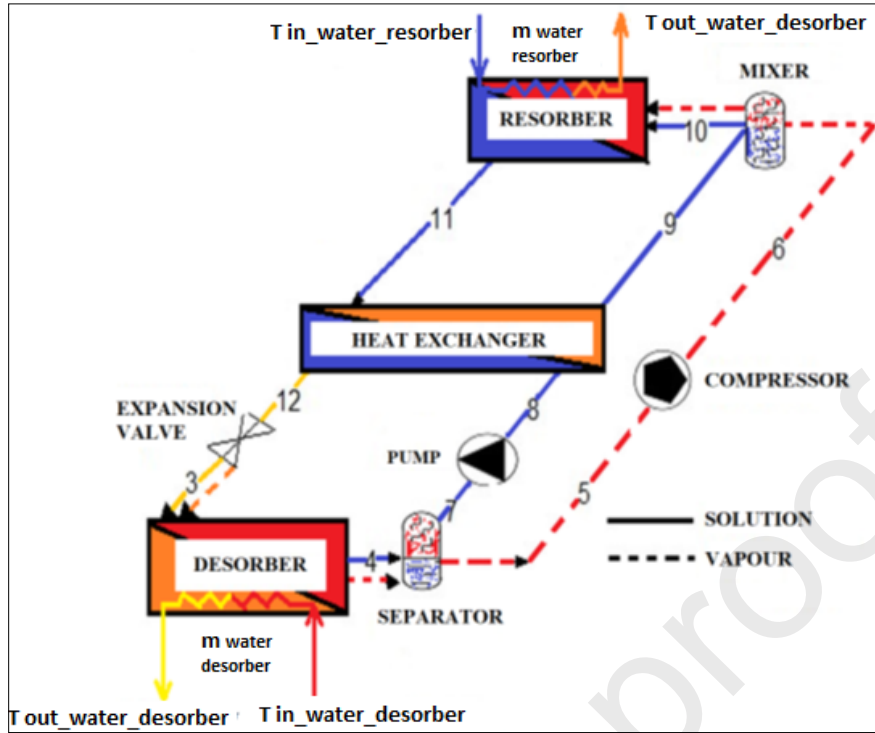 T in_water_resorber
m water
resorber
T out_water_desorber
MIXER
RESORBER
10
11
9
6
HEAT EXCHANGER
COMPRESSOR
12
EXPANSION
VALVE
8
PUMP
3
5
7
SOLUTION
DESORBER
4
VAPOUR
SEPARATOR
m water
desorber
T out_water_desorber
T in_water_desorber
proof